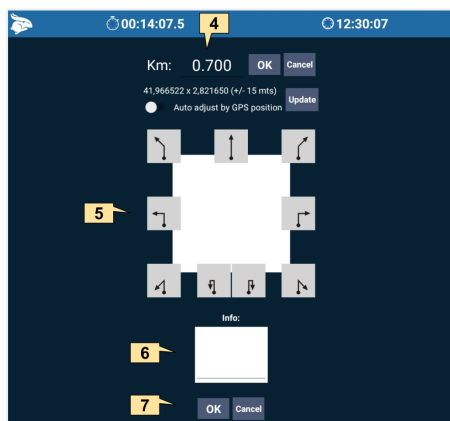 00:14:07.5
4
12:30:07
Km: 0.700 OK Cancel
41,966522 x 2,821650 (+/- 15 mts)
Auto adjust by GPS position
Update
5
Info:
6
7
OK Cancel